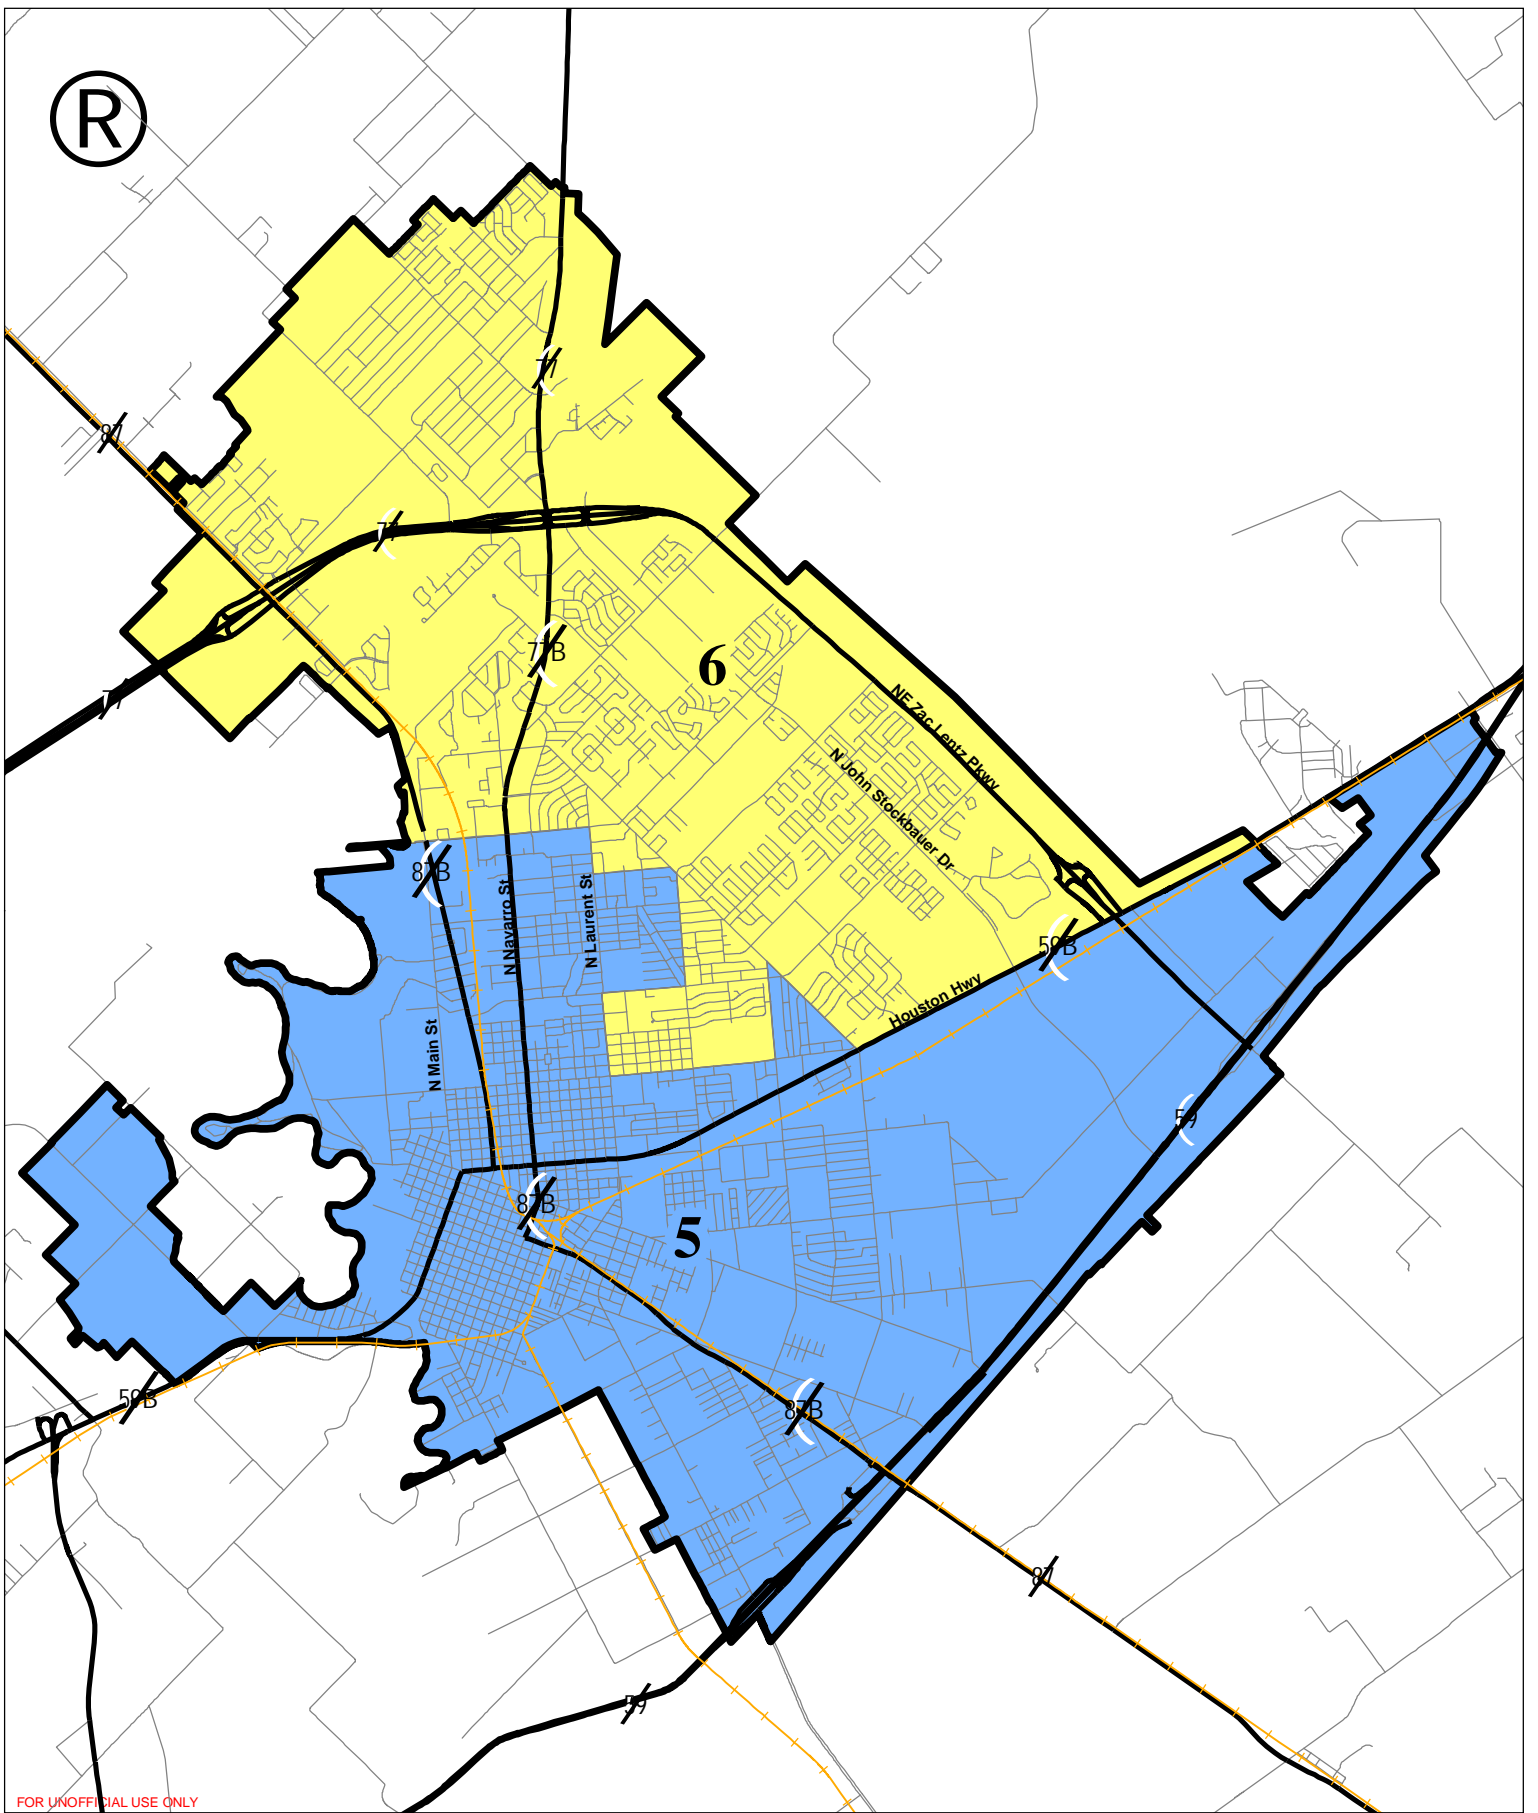 R
77
87
77
77B
6
77
NE Zac Lentz Pkwy
N John Stockbauer Dr
87B
N Navarro St
N Laurent St
59B
Houston Hwy
N Main St
59
87B
5
59B
87B
87
59
FOR UNOFFICIAL USE ONLY